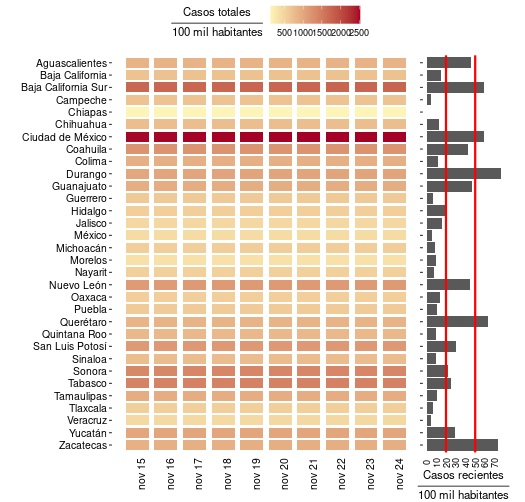 Casos totales
100 mil habitantes
500 1000 1500 2000 2500
Aguascalientes
Baja California
Baja California Sur
Campeche
Chiapas
Chihuahua
Ciudad de México
Coahuila
Colima
Durango
Guanajuato
Guerrero
Hidalgo
Jalisco
México
Michoacán
Morelos
Nayarit
Nuevo León
Oaxaca
Puebla
Querétaro
Quintana Roo
San Luis Potosí
Sinaloa
Sonora
Tabasco
Tamaulipas
Tlaxcala
Veracruz
Yucatán
Zacatecas
nov 15
nov 16
nov 17
nov 18
nov 19
nov 20
nov 21
nov 22
nov 23
nov 24
0 10 20 30 40 50 60 70
Casos recientes
100 mil habitantes